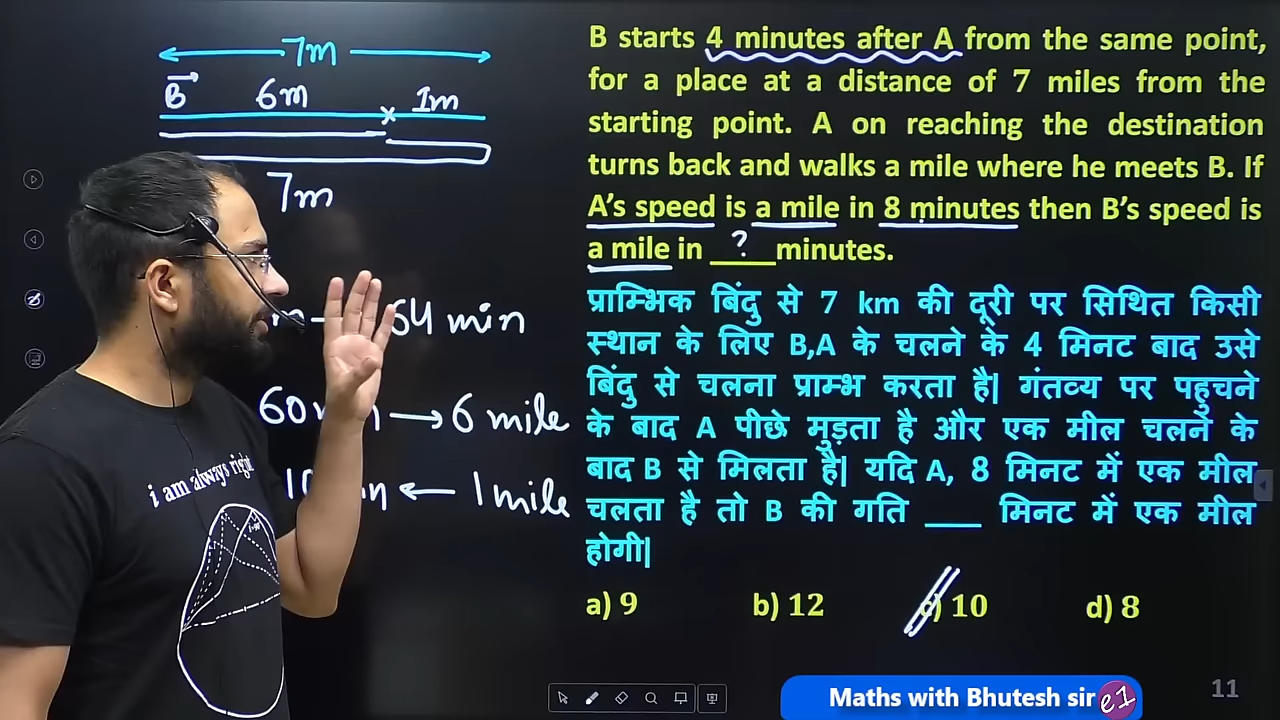 7m
B 6m 1m
7m
64 min
60 → 6 mile
← 1 mile
i am always right
B starts 4 minutes after A from the same point,
for a place at a distance of 7 miles from the
starting point. A on reaching the destination
turns back and walks a mile where he meets B. If
A's speed is a mile in 8 minutes then B's speed is
a mile in __?__minutes.
प्राम्भिक बिंदु से 7 km की दूरी पर सिथित किसी
स्थान के लिए B,A के चलने के 4 मिनट बाद उसे
बिंदु से चलना प्राम्भ करता है| गंतव्य पर पहुचने
के बाद A पीछे मुड़ता है और एक मील चलने के
बाद B से मिलता है| यदि A, 8 मिनट में एक मील
चलता है तो B की गति ___ मिनट में एक मील
होगी|
a) 9 b) 12 c) 10 d) 8
Maths with Bhutesh sir e1
11